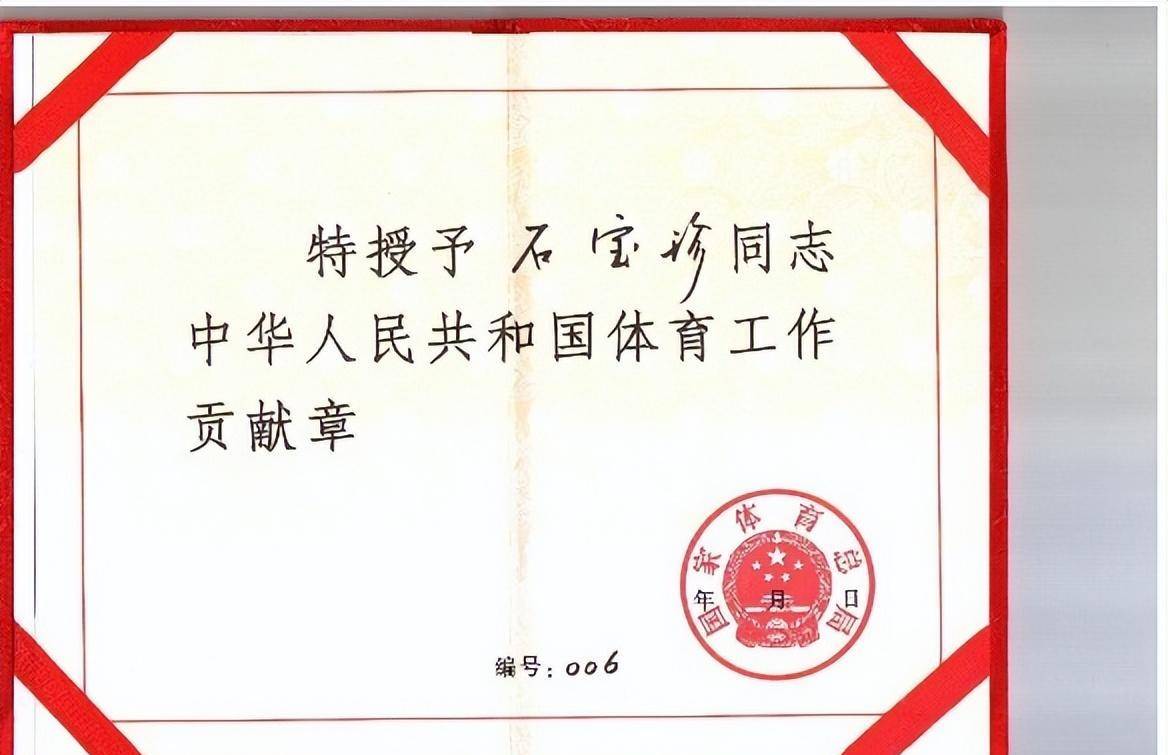 特授予 石宝珍同志
中华人民共和国体育工作
贡献章
国家体育总局
年 月 日
编号:006